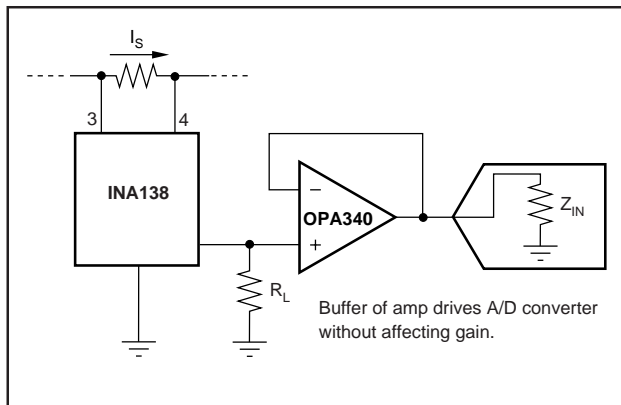 I_S
3
4
INA138
−
OPA340
+
Z_IN
R_L
Buffer of amp drives A/D converter
without affecting gain.